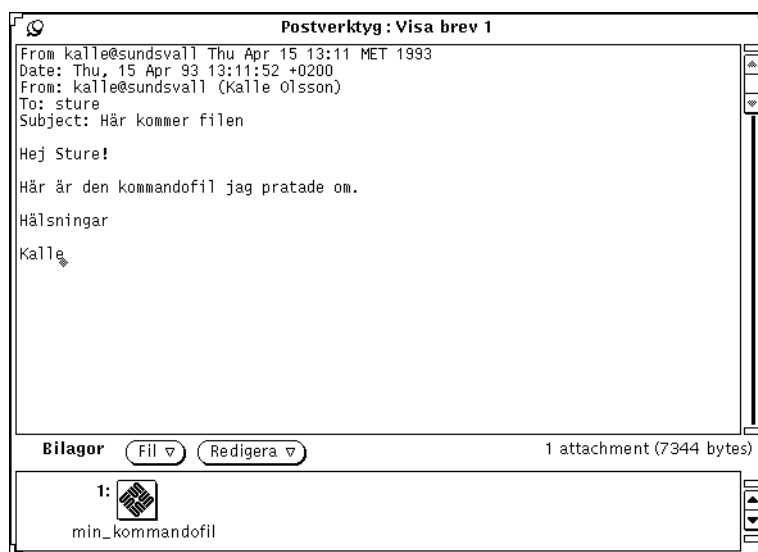 Postverktyg : Visa brev 1
From kalle@sundsvall Thu Apr 15 13:11 MET 1993
Date: Thu, 15 Apr 93 13:11:52 +0200
From: kalle@sundsvall (Kalle Olsson)
To: sture
Subject: Här kommer filen
Hej Sture!
Här är den kommandofil jag pratade om.
Hälsningar
Kalle
Bilagor Fil Redigera 1 attachment (7344 bytes)
1:
min_kommandofil